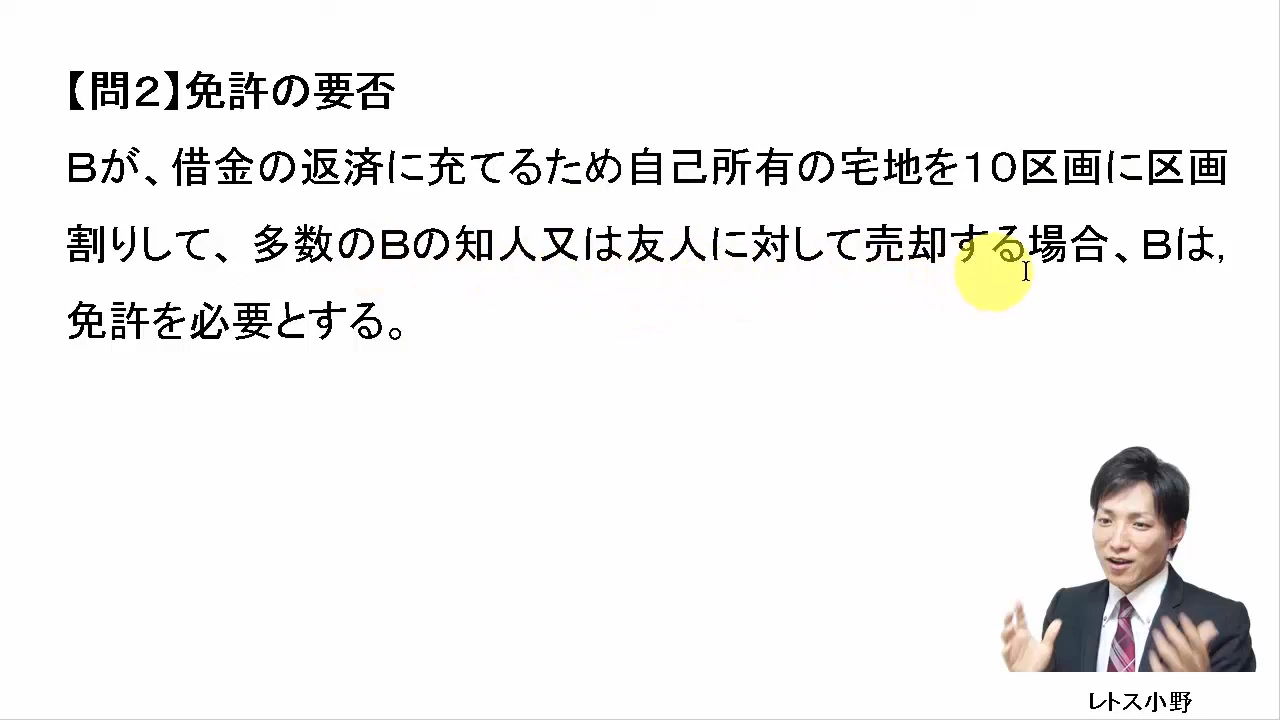 【問２】免許の要否
Ｂが、借金の返済に充てるため自己所有の宅地を１０区画に区画
割りして、多数のＢの知人又は友人に対して売却する場合、Ｂは，
免許を必要とする。
レトス小野